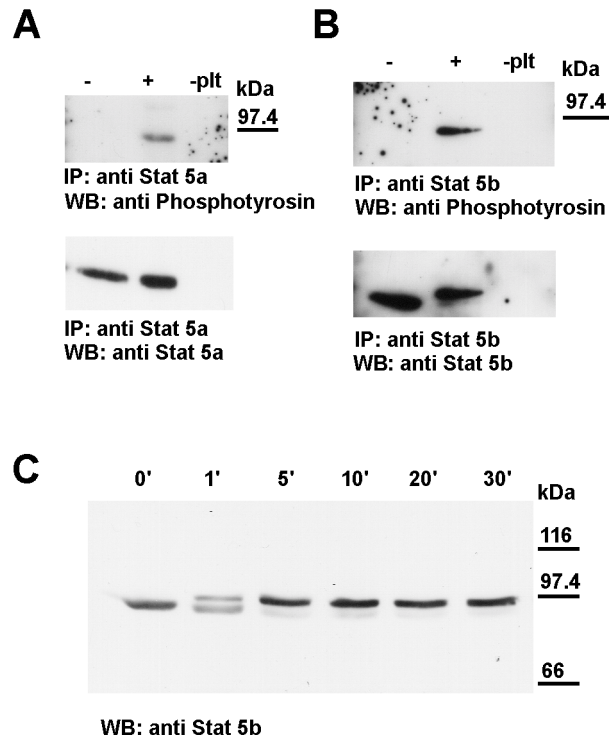 A
- + -plt
kDa
97.4
IP: anti Stat 5a
WB: anti Phosphotyrosin
IP: anti Stat 5a
WB: anti Stat 5a
B
- + -plt
kDa
97.4
IP: anti Stat 5b
WB: anti Phosphotyrosin
IP: anti Stat 5b
WB: anti Stat 5b
C
0' 1' 5' 10' 20' 30'
kDa
116
97.4
66
WB: anti Stat 5b